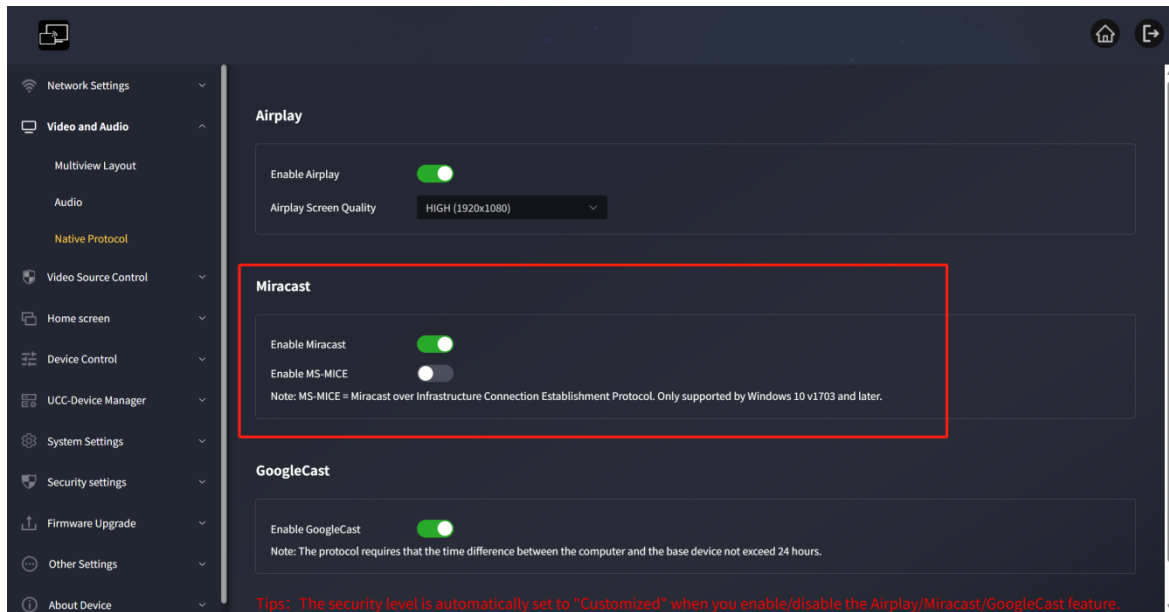 Network Settings
Video and Audio
Multiview Layout
Audio
Native Protocol
Video Source Control
Home screen
Device Control
UCC-Device Manager
System Settings
Security settings
Firmware Upgrade
Other Settings
About Device
Airplay
Enable Airplay
Airplay Screen Quality HIGH (1920x1080)
Miracast
Enable Miracast
Enable MS-MICE
Note: MS-MICE = Miracast over Infrastructure Connection Establishment Protocol. Only supported by Windows 10 v1703 and later.
GoogleCast
Enable GoogleCast
Note: The protocol requires that the time difference between the computer and the base device not exceed 24 hours.
Tips: The security level is automatically set to "Customized" when you enable/disable the Airplay/Miracast/GoogleCast feature.